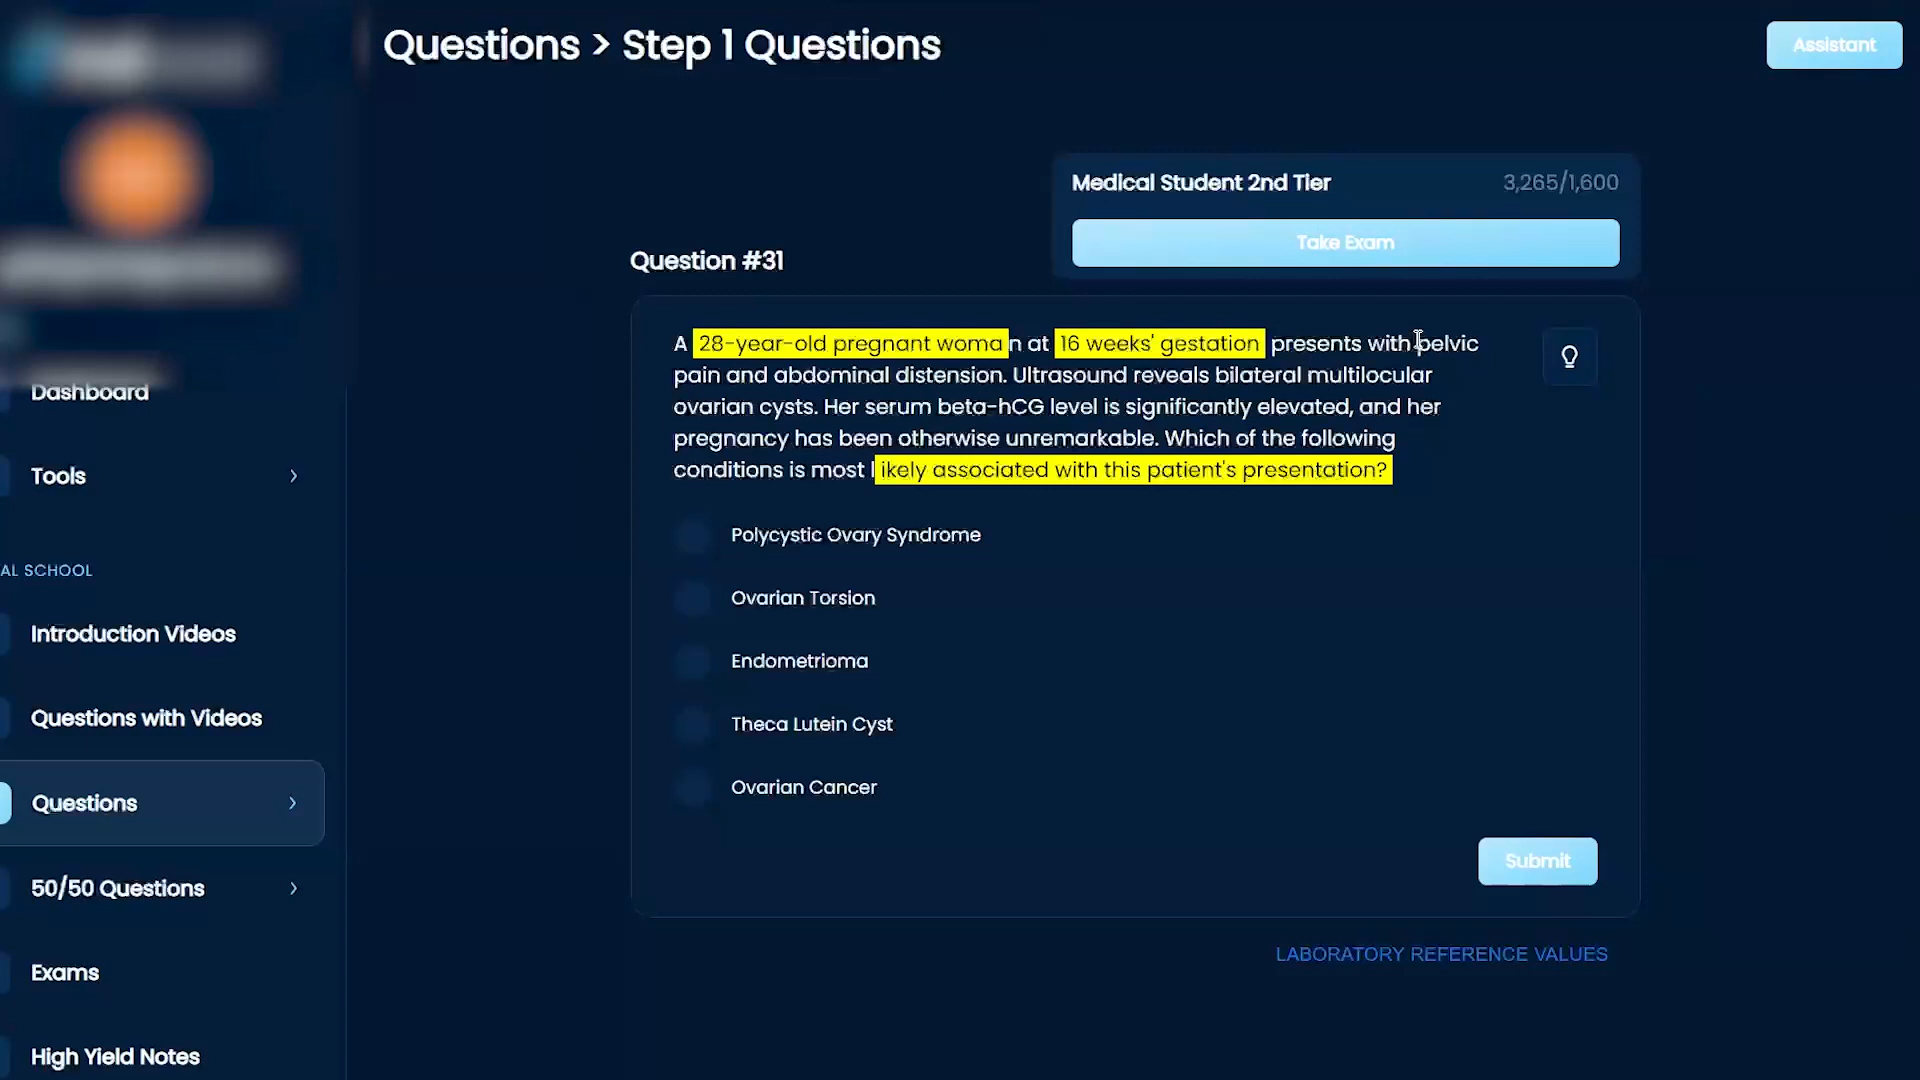 Questions > Step 1 Questions
Assistant
Medical Student 2nd Tier 3,265/1,600
Take Exam
Question #31
A 28-year-old pregnant woman at 16 weeks' gestation presents with pelvic
pain and abdominal distension. Ultrasound reveals bilateral multilocular
ovarian cysts. Her serum beta-hCG level is significantly elevated, and her
pregnancy has been otherwise unremarkable. Which of the following
conditions is most likely associated with this patient's presentation?
Polycystic Ovary Syndrome
Ovarian Torsion
Endometrioma
Theca Lutein Cyst
Ovarian Cancer
Submit
LABORATORY REFERENCE VALUES
Dashboard
Tools
AL SCHOOL
Introduction Videos
Questions with Videos
Questions
50/50 Questions
Exams
High Yield Notes